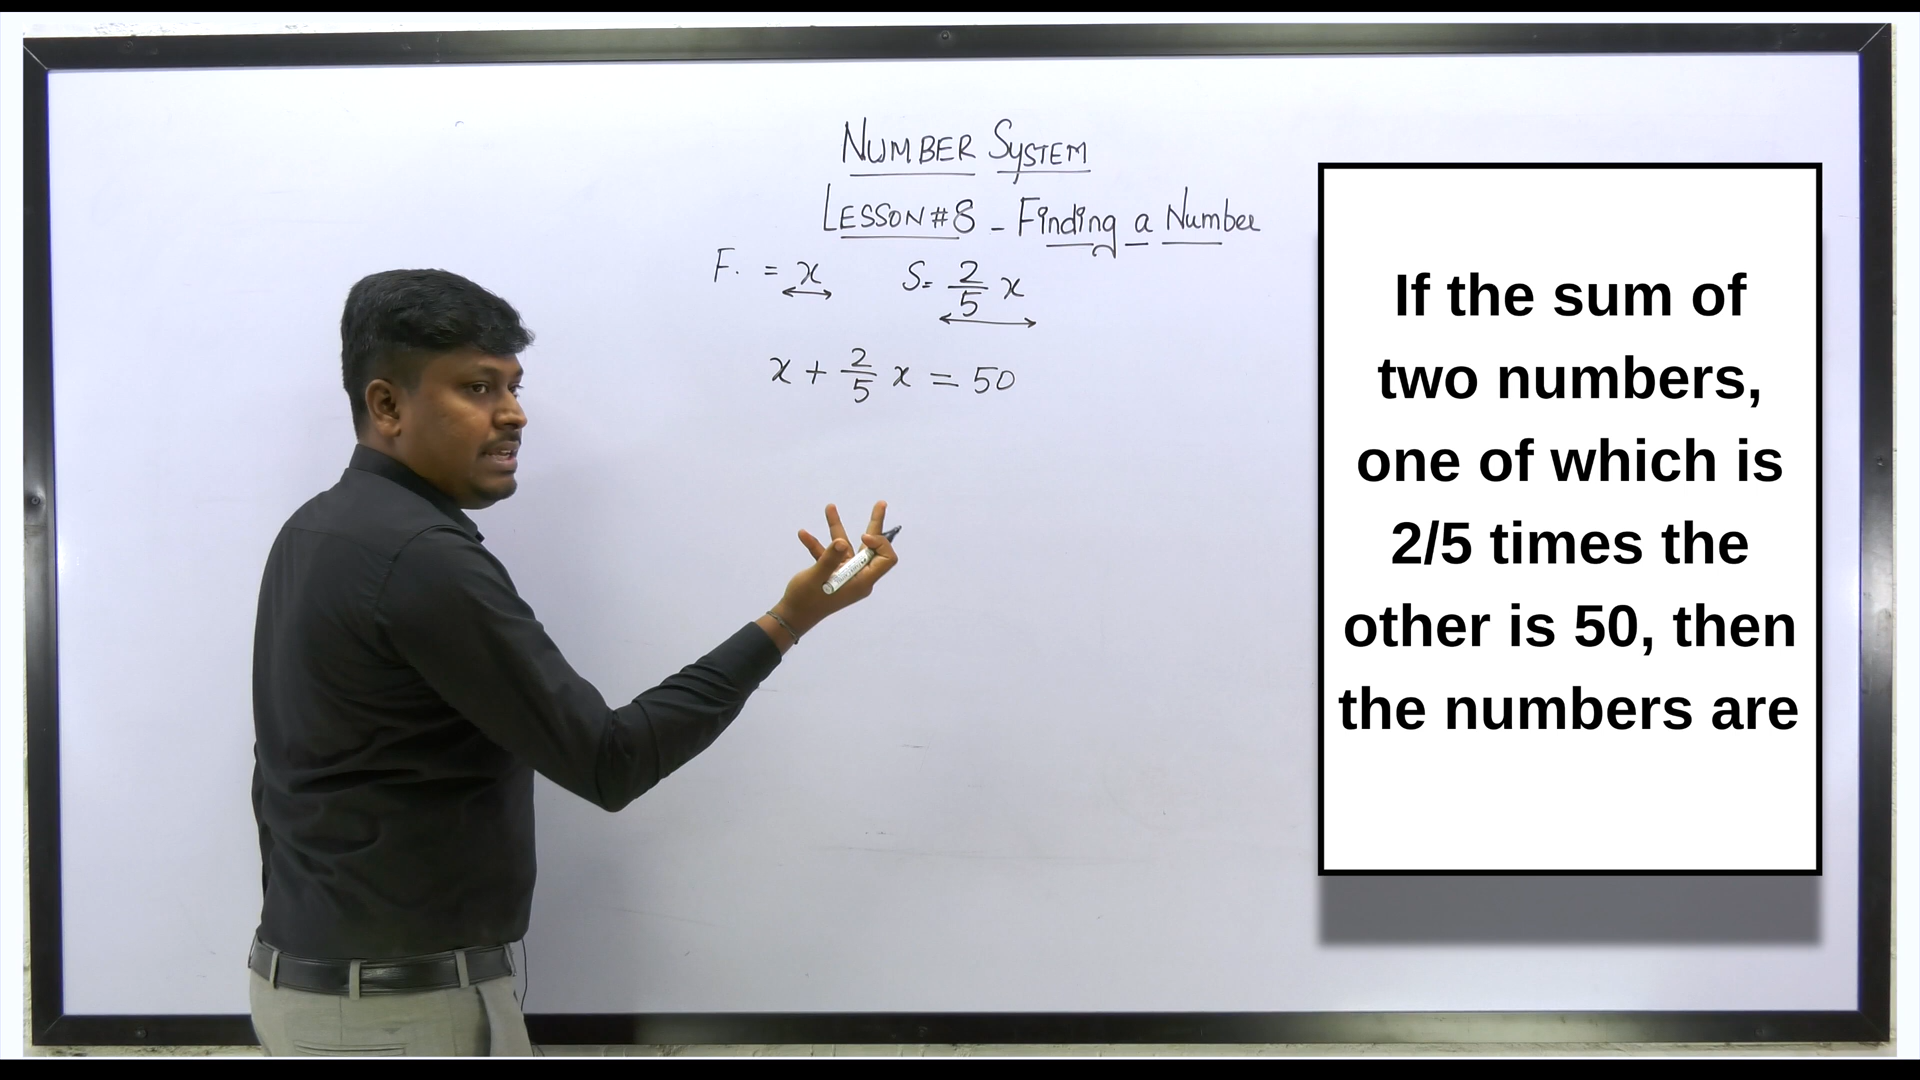 NUMBER SYSTEM
LESSON #8 - Finding a Number
F. = x   S = 2/5 x
x + 2/5 x = 50
If the sum of
two numbers,
one of which is
2/5 times the
other is 50, then
the numbers are